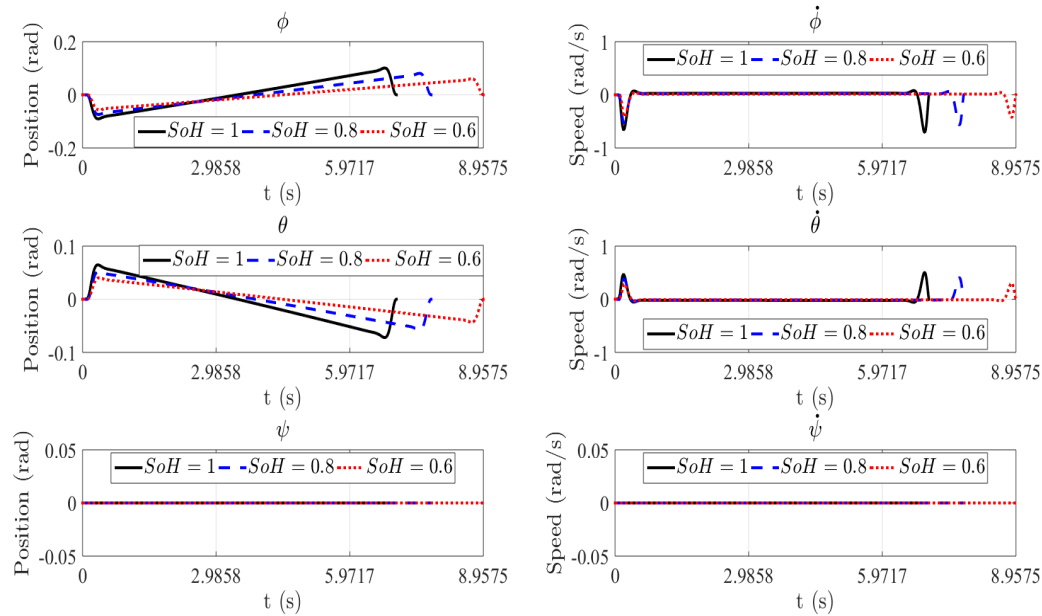 ϕ
Position (rad)
0.2
0
-0.2
SoH = 1 SoH = 0.8 SoH = 0.6
0 2.9858 5.9717 8.9575
t (s)
ϕ̇
Speed (rad/s)
1
0
-1
SoH = 1 SoH = 0.8 SoH = 0.6
0 2.9858 5.9717 8.9575
t (s)
θ
Position (rad)
0.1
0
-0.1
SoH = 1 SoH = 0.8 SoH = 0.6
0 2.9858 5.9717 8.9575
t (s)
θ̇
Speed (rad/s)
1
0
-1
SoH = 1 SoH = 0.8 SoH = 0.6
0 2.9858 5.9717 8.9575
t (s)
ψ
Position (rad)
0.05
0
-0.05
SoH = 1 SoH = 0.8 SoH = 0.6
0 2.9858 5.9717 8.9575
t (s)
ψ̇
Speed (rad/s)
0.05
0
-0.05
SoH = 1 SoH = 0.8 SoH = 0.6
0 2.9858 5.9717 8.9575
t (s)